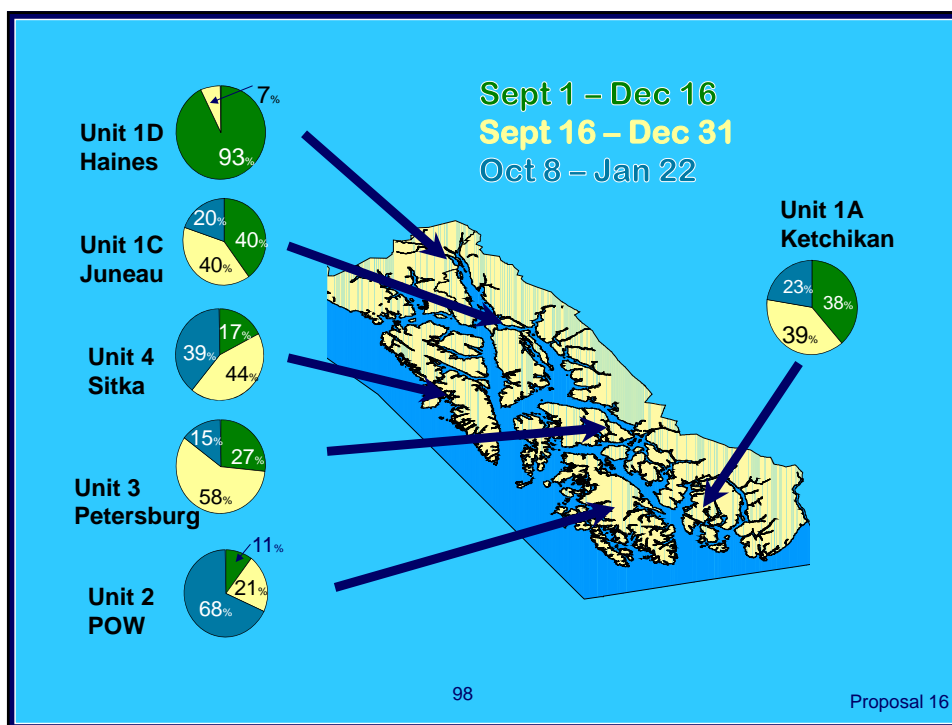 Sept 1 – Dec 16
Sept 16 – Dec 31
Oct 8 – Jan 22
Unit 1D
Haines
7%
93%
Unit 1C
Juneau
20%
40%
40%
Unit 4
Sitka
17%
39%
44%
Unit 3
Petersburg
15%
27%
58%
Unit 2
POW
11%
21%
68%
Unit 1A
Ketchikan
23%
38%
39%
98
Proposal 16